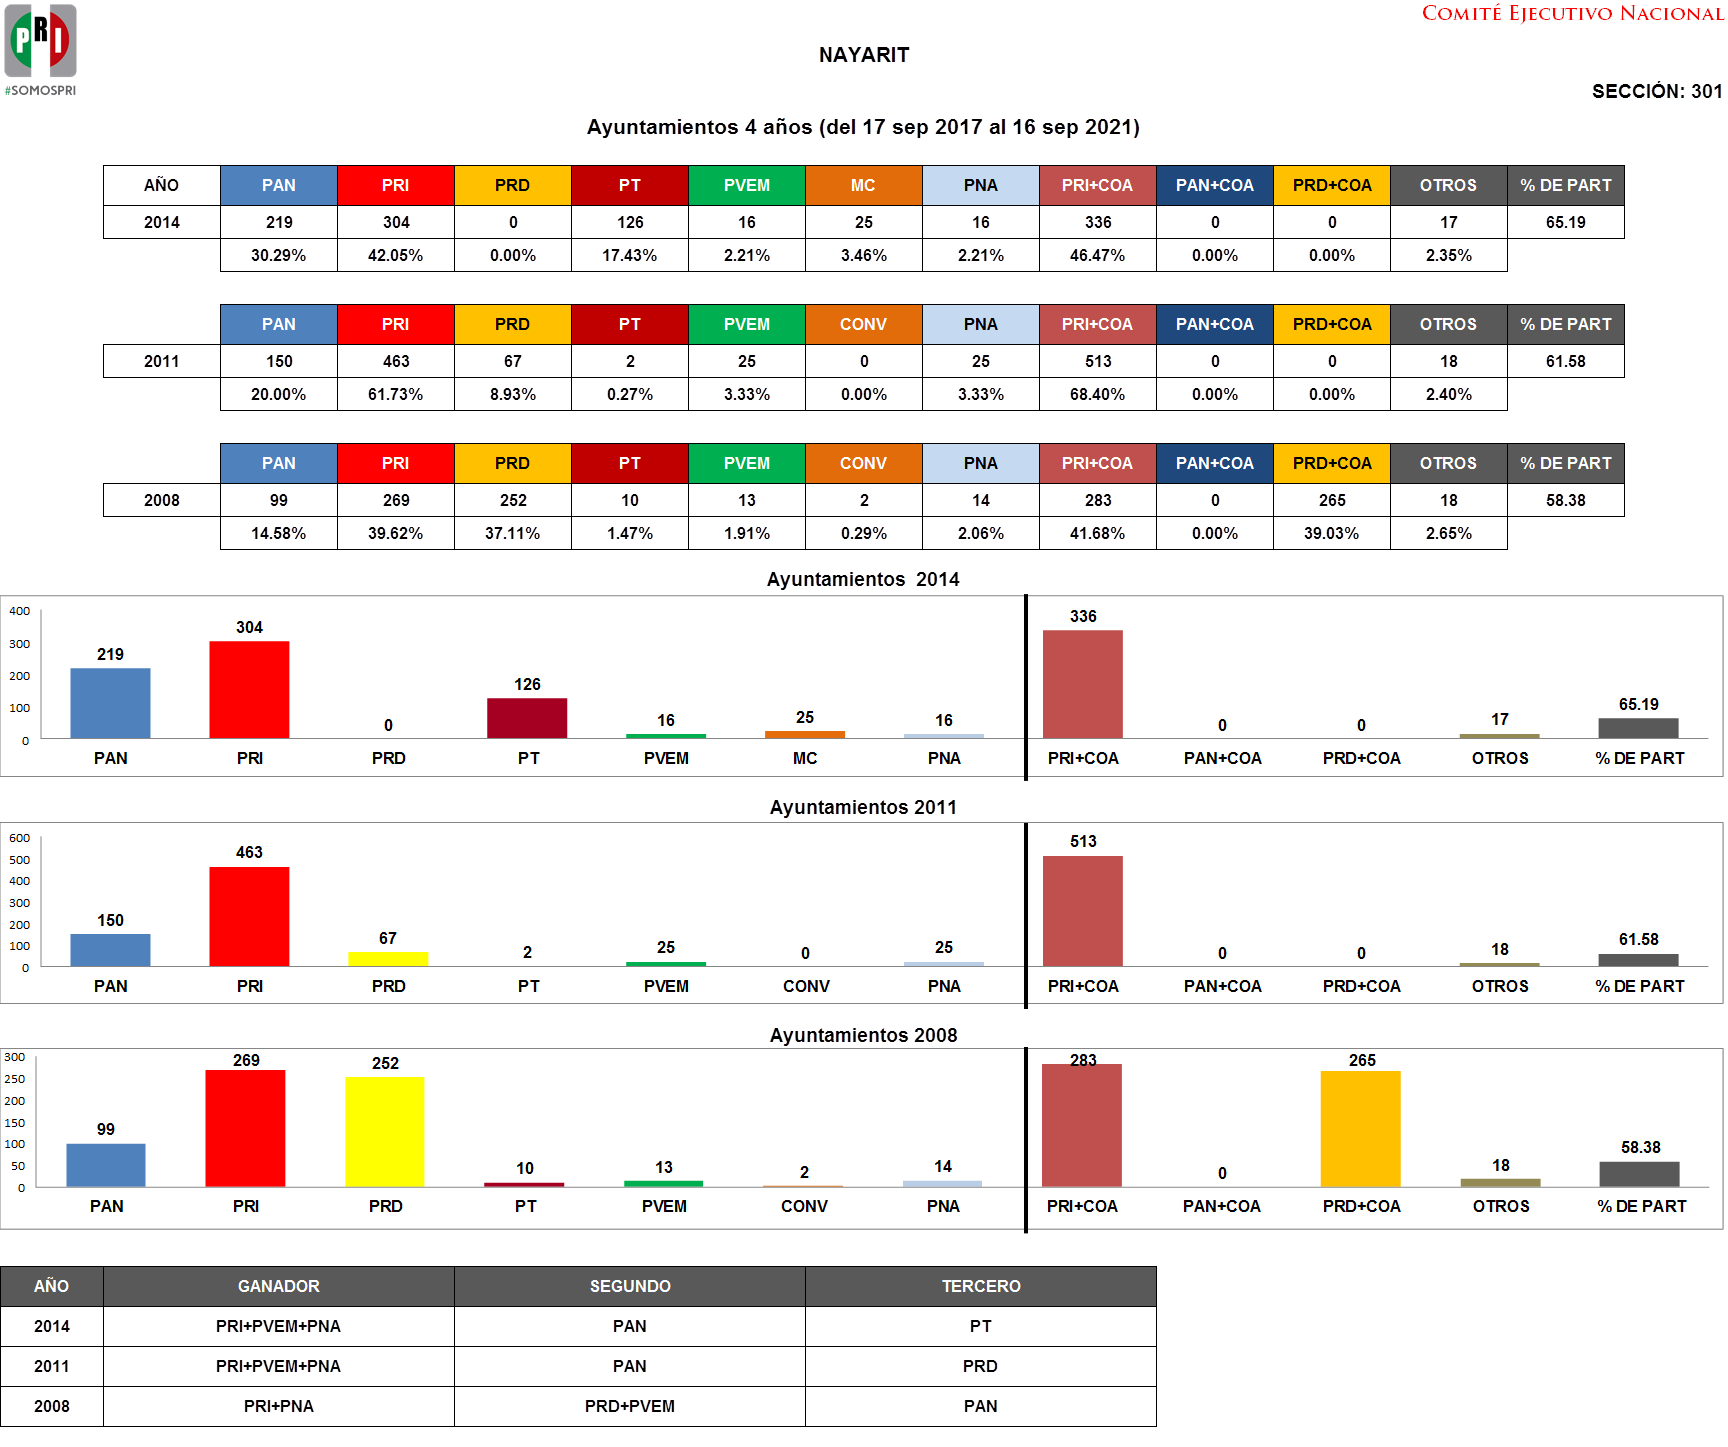 PRI
#SOMOSPRI
COMITÉ EJECUTIVO NACIONAL
NAYARIT
SECCIÓN: 301
Ayuntamientos 4 años (del 17 sep 2017 al 16 sep 2021)
AÑO PAN PRI PRD PT PVEM MC PNA PRI+COA PAN+COA PRD+COA OTROS % DE PART
2014 219 304 0 126 16 25 16 336 0 0 17 65.19
30.29% 42.05% 0.00% 17.43% 2.21% 3.46% 2.21% 46.47% 0.00% 0.00% 2.35%
PAN PRI PRD PT PVEM CONV PNA PRI+COA PAN+COA PRD+COA OTROS % DE PART
2011 150 463 67 2 25 0 25 513 0 0 18 61.58
20.00% 61.73% 8.93% 0.27% 3.33% 0.00% 3.33% 68.40% 0.00% 0.00% 2.40%
PAN PRI PRD PT PVEM CONV PNA PRI+COA PAN+COA PRD+COA OTROS % DE PART
2008 99 269 252 10 13 2 14 283 0 265 18 58.38
14.58% 39.62% 37.11% 1.47% 1.91% 0.29% 2.06% 41.68% 0.00% 39.03% 2.65%
Ayuntamientos 2014
400
300
200
100
0
219 304 0 126 16 25 16 336 0 0 17 65.19
PAN PRI PRD PT PVEM MC PNA PRI+COA PAN+COA PRD+COA OTROS % DE PART
Ayuntamientos 2011
600
500
400
300
200
100
0
150 463 67 2 25 0 25 513 0 0 18 61.58
PAN PRI PRD PT PVEM CONV PNA PRI+COA PAN+COA PRD+COA OTROS % DE PART
Ayuntamientos 2008
300
250
200
150
100
50
0
99 269 252 10 13 2 14 283 0 265 18 58.38
PAN PRI PRD PT PVEM CONV PNA PRI+COA PAN+COA PRD+COA OTROS % DE PART
AÑO GANADOR SEGUNDO TERCERO
2014 PRI+PVEM+PNA PAN PT
2011 PRI+PVEM+PNA PAN PRD
2008 PRI+PNA PRD+PVEM PAN